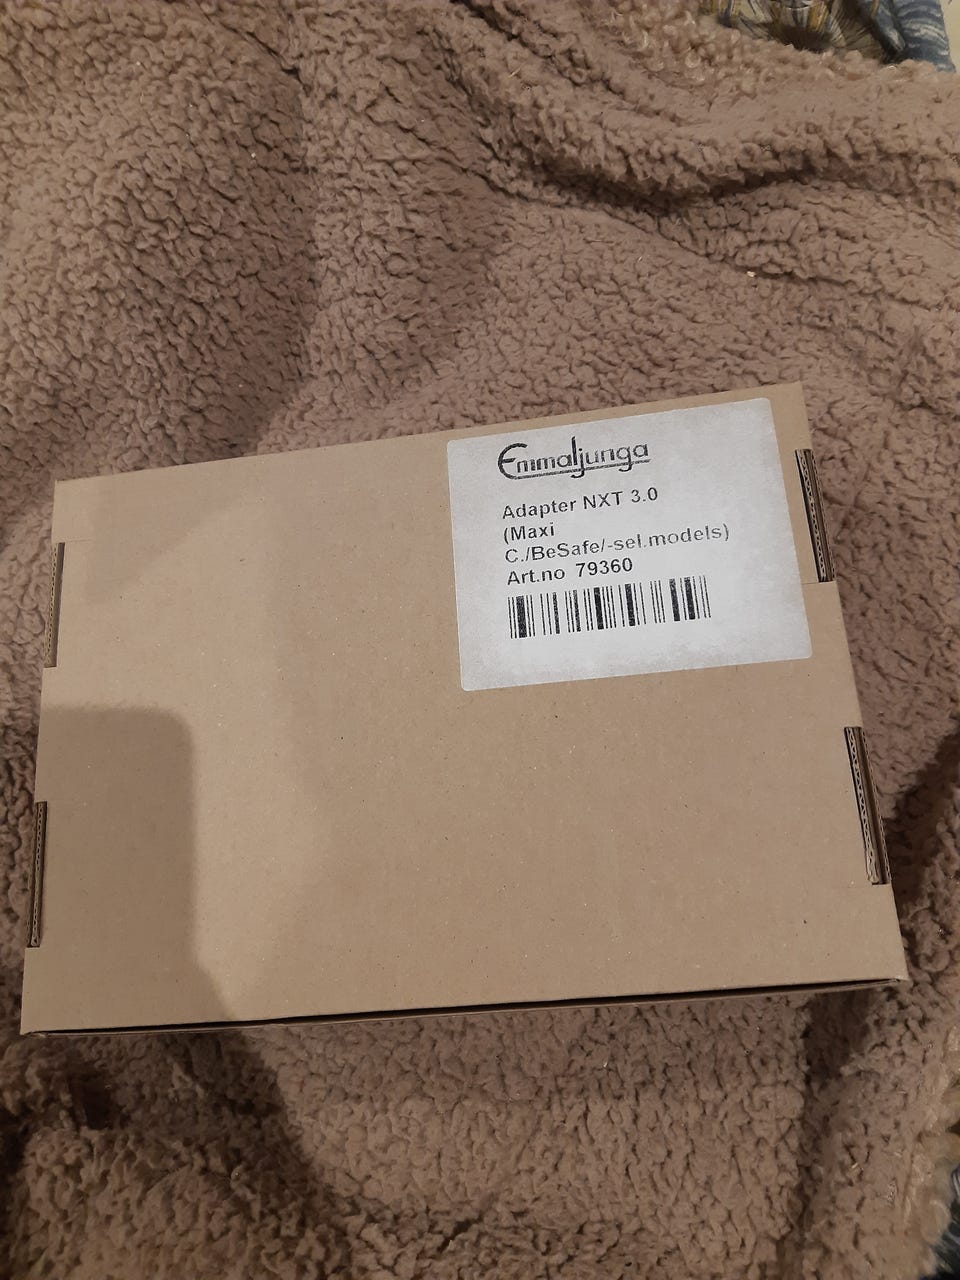 Emmaljunga
Adapter NXT 3.0
(Maxi
C./BeSafe/-sel.models)
Art.no 79360